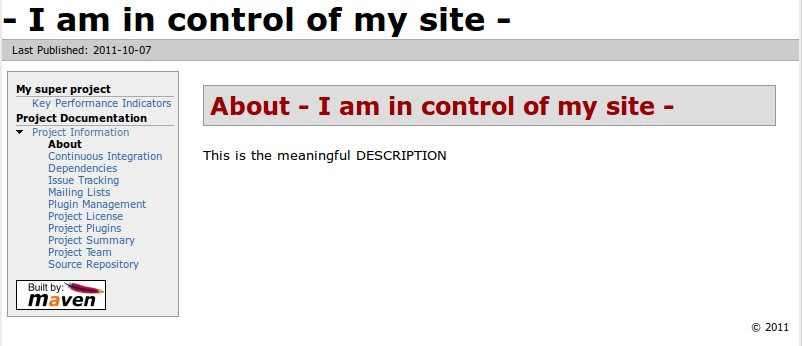 - I am in control of my site -
Last Published: 2011-10-07
My super project
Key Performance Indicators
Project Documentation
Project Information
About
Continuous Integration
Dependencies
Issue Tracking
Mailing Lists
Plugin Management
Project License
Project Plugins
Project Summary
Project Team
Source Repository
Built by:
maven
About - I am in control of my site -
This is the meaningful DESCRIPTION
© 2011